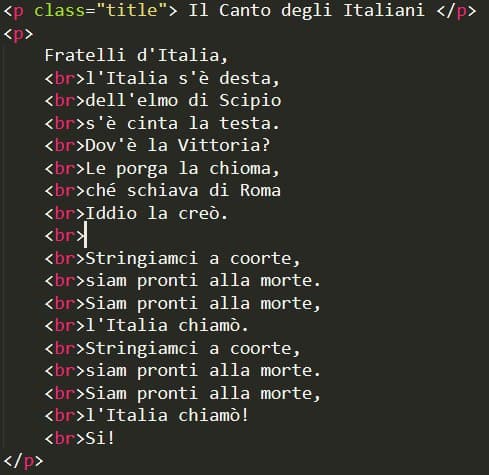 <p class="title"> Il Canto degli Italiani </p>
<p>
Fratelli d'Italia,
<br>l'Italia s'è desta,
<br>dell'elmo di Scipio
<br>s'è cinta la testa.
<br>Dov'è la Vittoria?
<br>Le porga la chioma,
<br>ché schiava di Roma
<br>Iddio la creò.
<br>
<br>Stringiamci a coorte,
<br>siam pronti alla morte.
<br>Siam pronti alla morte,
<br>l'Italia chiamò.
<br>Stringiamci a coorte,
<br>siam pronti alla morte.
<br>Siam pronti alla morte,
<br>l'Italia chiamò!
<br>Si!
</p>